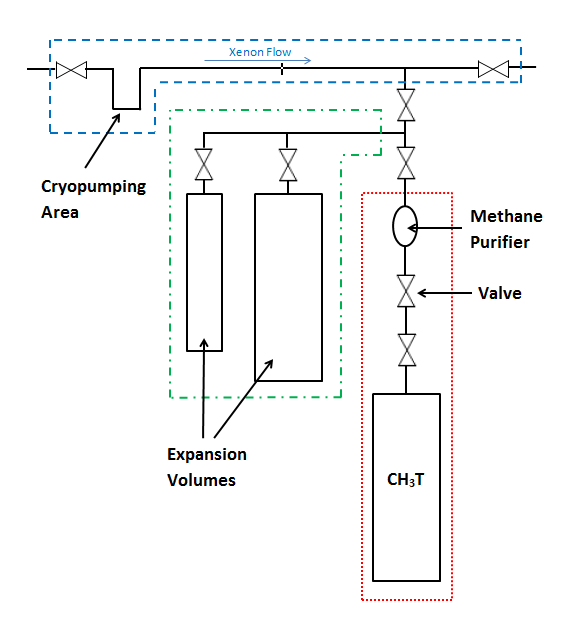 Xenon Flow
Cryopumping
Area
Methane
Purifier
Valve
Expansion
Volumes
CH₃T